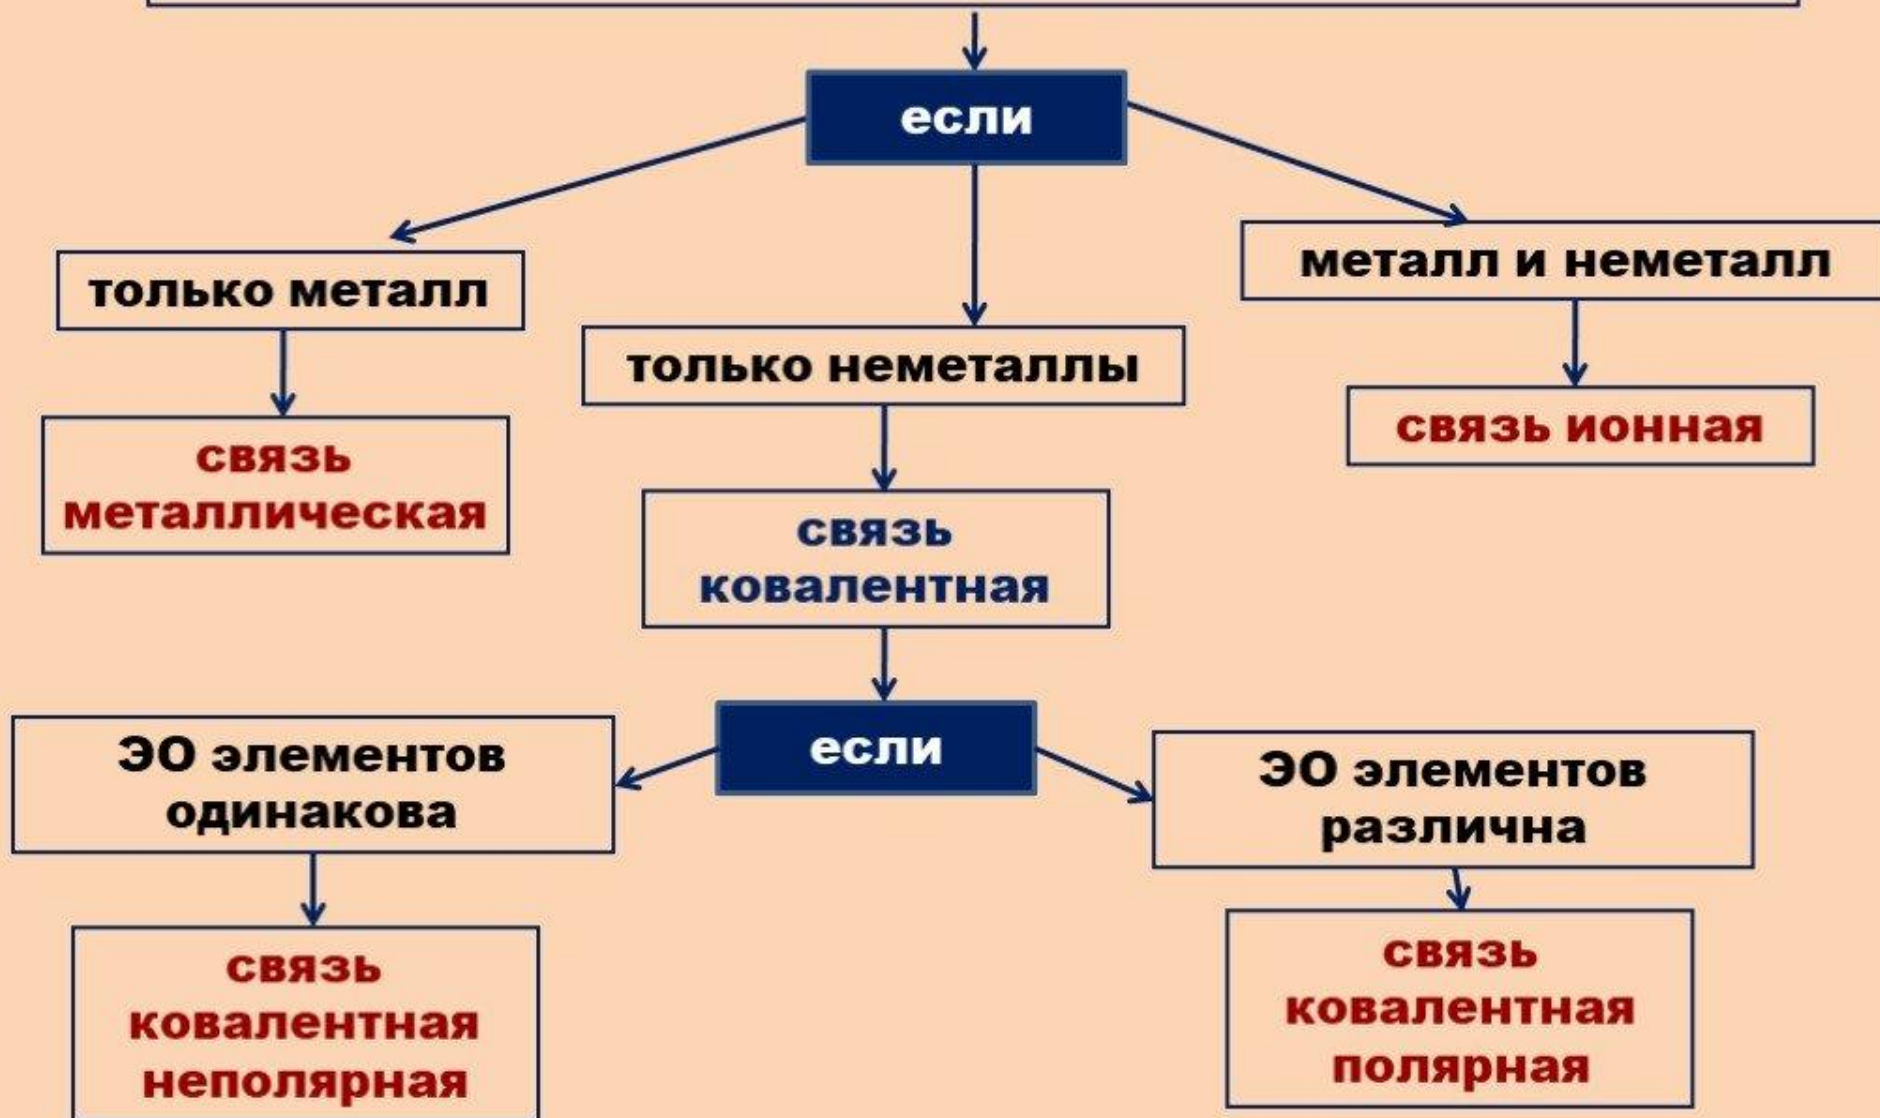 если
только металл
металл и неметалл
только неметаллы
связь ионная
связь
металлическая
связь
ковалентная
если
ЭО элементов
одинакова
ЭО элементов
различна
связь
ковалентная
неполярная
связь
ковалентная
полярная